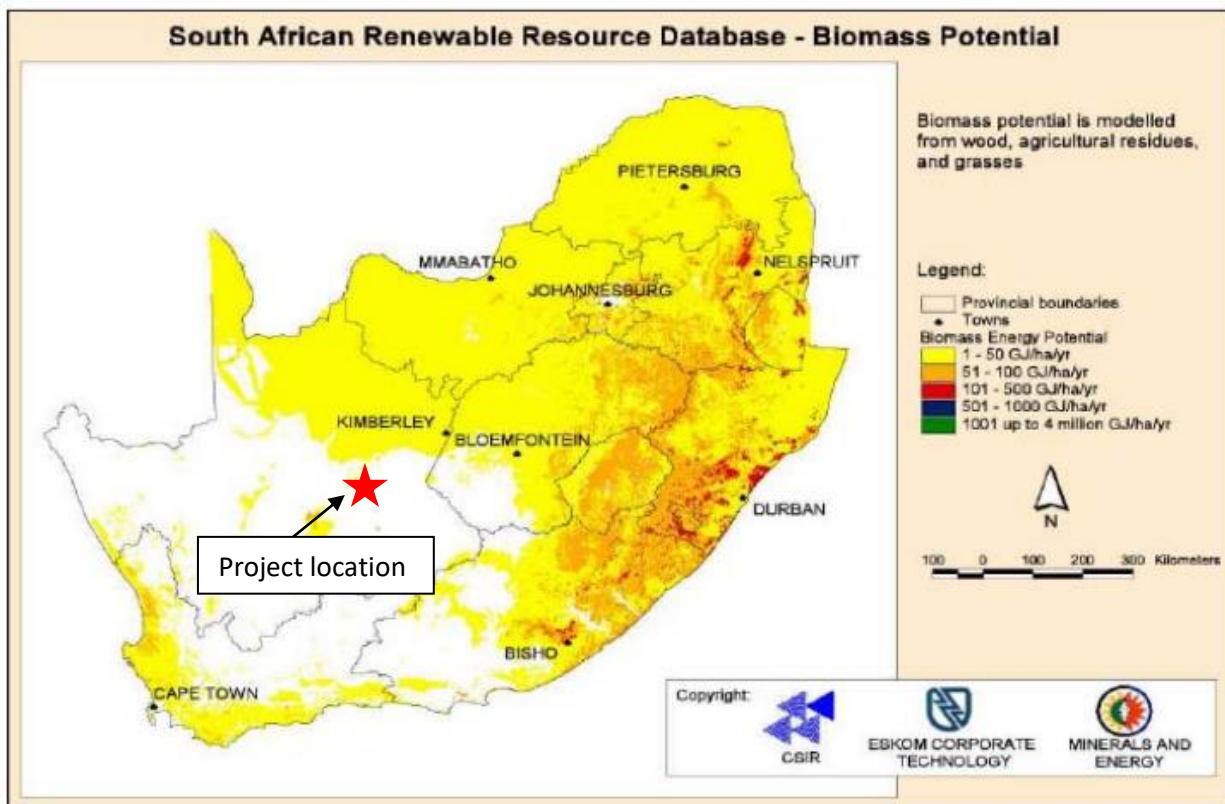 South African Renewable Resource Database - Biomass Potential
Biomass potential is modelled
from wood, agricultural residues,
and grasses
PIETERSBURG
MMABATHO
NELSPRUIT
JOHANNESBURG
KIMBERLEY
BLOEMFONTEIN
DURBAN
Project location
BISHO
CAPE TOWN
Legend:
Provincial boundaries
Towns
Biomass Energy Potential
1 - 50 GJ/ha/yr
51 - 100 GJ/ha/yr
101 - 500 GJ/ha/yr
501 - 1000 GJ/ha/yr
1001 up to 4 million GJ/ha/yr
N
100 0 100 200 300 Kilometers
Copyright:
CSIR
ESKOM CORPORATE
TECHNOLOGY
MINERALS AND
ENERGY